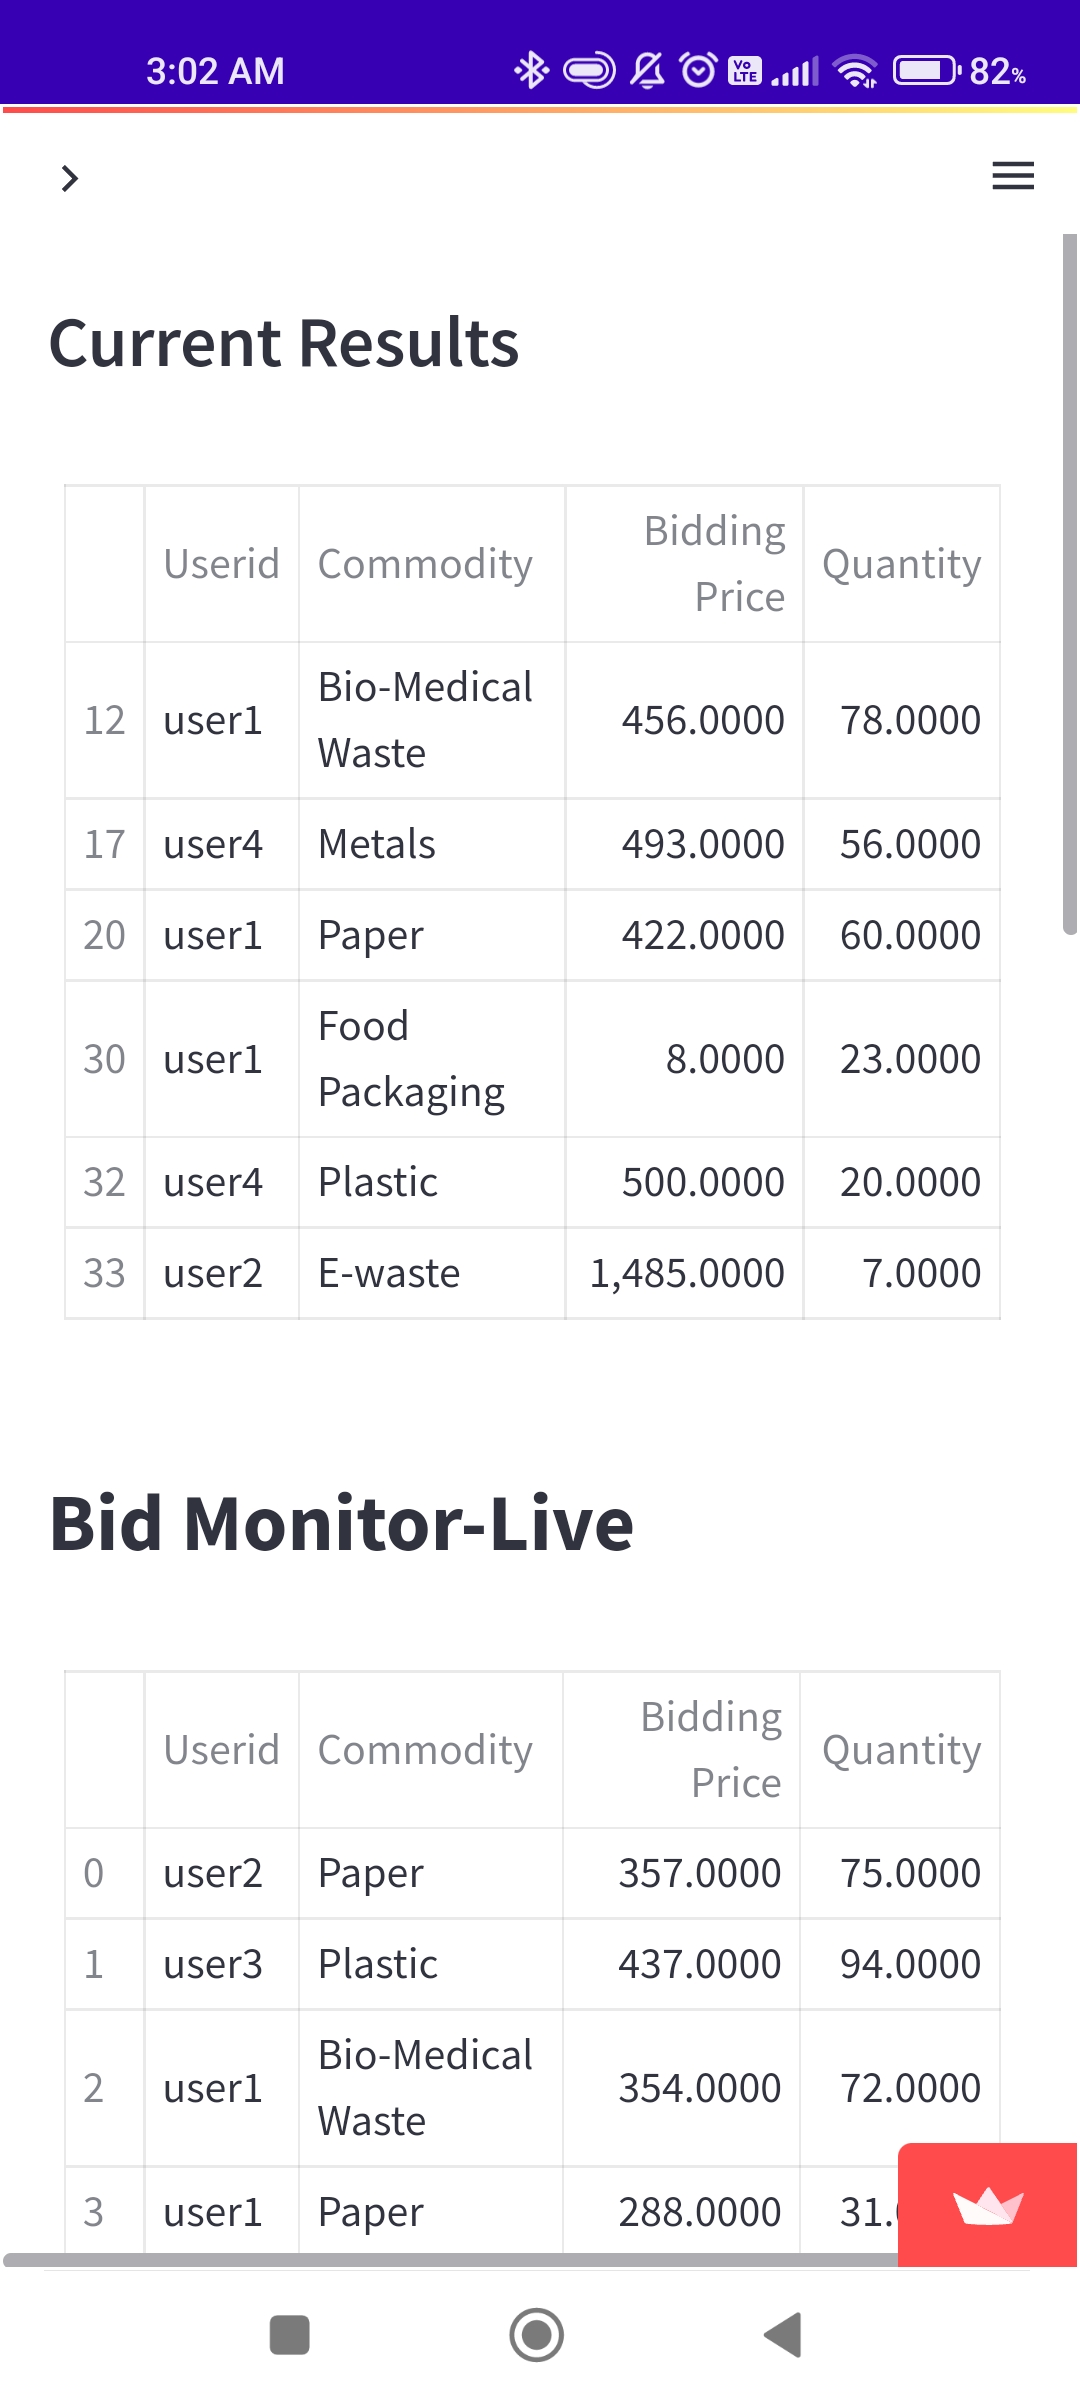 3:02 AM
Vo LTE
82%
Current Results
Userid Commodity Bidding Price Quantity
12 user1 Bio-Medical Waste 456.0000 78.0000
17 user4 Metals 493.0000 56.0000
20 user1 Paper 422.0000 60.0000
30 user1 Food Packaging 8.0000 23.0000
32 user4 Plastic 500.0000 20.0000
33 user2 E-waste 1,485.0000 7.0000
Bid Monitor-Live
Userid Commodity Bidding Price Quantity
0 user2 Paper 357.0000 75.0000
1 user3 Plastic 437.0000 94.0000
2 user1 Bio-Medical Waste 354.0000 72.0000
3 user1 Paper 288.0000 31.